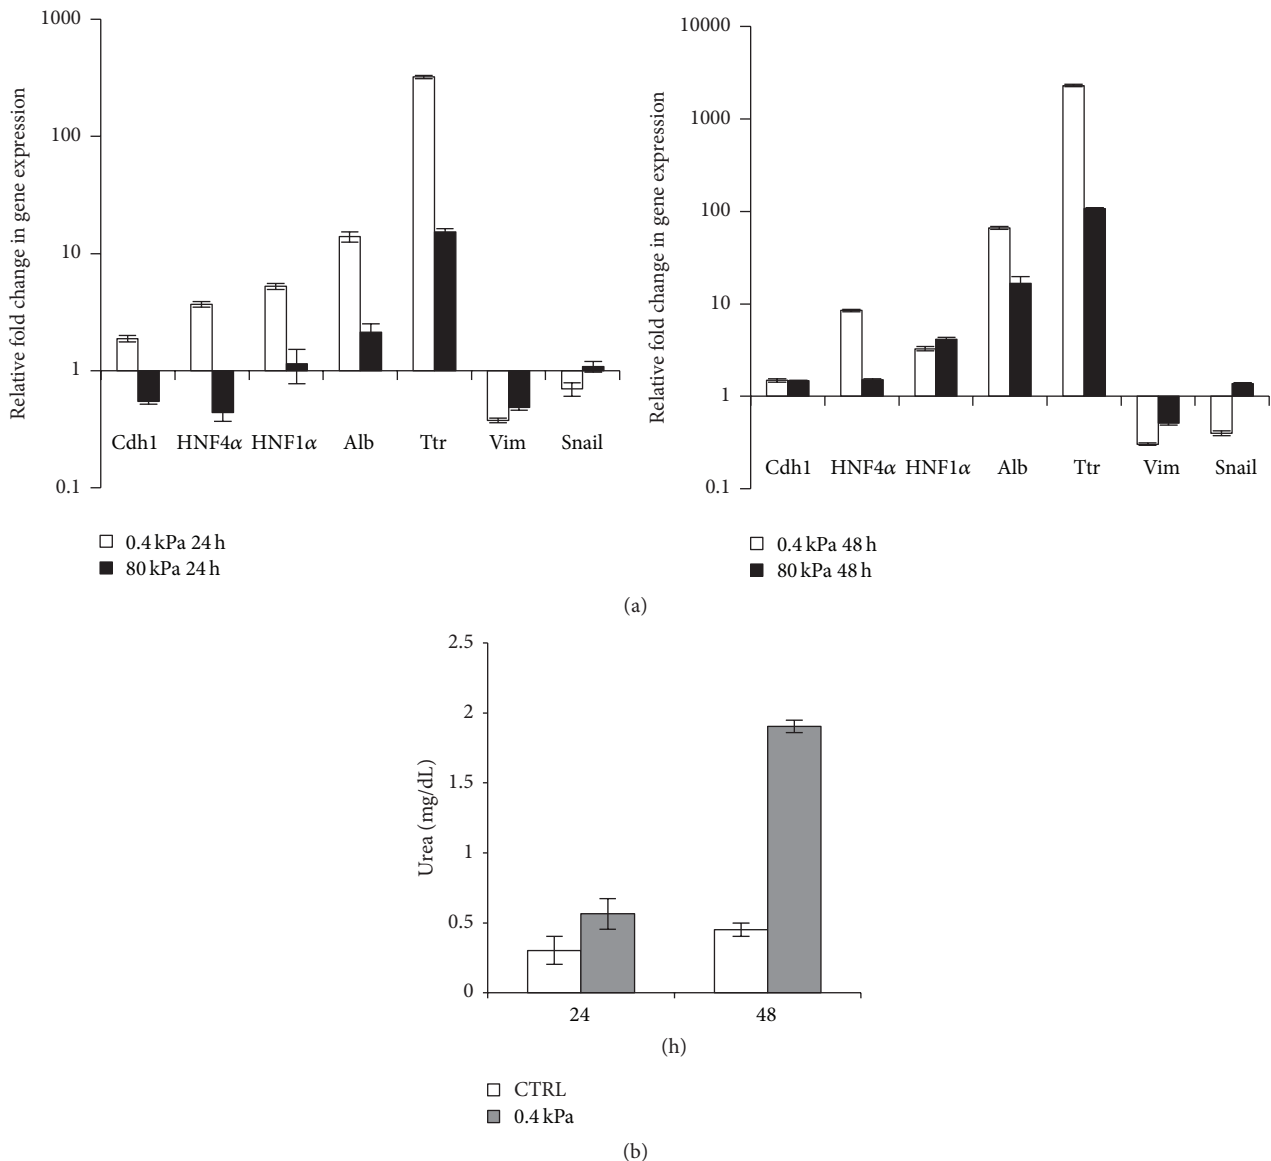 Relative fold change in gene expression
1000
100
10
1
0.1
Cdh1 HNF4α HNF1α Alb Ttr Vim Snail
0.4 kPa 24 h
80 kPa 24 h
Relative fold change in gene expression
10000
1000
100
10
1
0.1
Cdh1 HNF4α HNF1α Alb Ttr Vim Snail
0.4 kPa 48 h
80 kPa 48 h
(a)
Urea (mg/dL)
2.5
2
1.5
1
0.5
0
24 48
(h)
CTRL
0.4 kPa
(b)